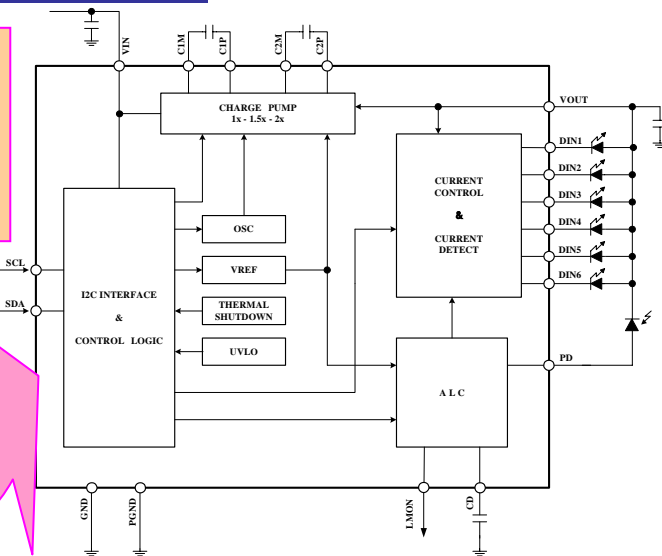 VIN
C1M
C1P
C2M
C2P
CHARGE PUMP
1x - 1.5x - 2x
VOUT
DIN1
DIN2
DIN3
DIN4
DIN5
DIN6
CURRENT
CONTROL
&
CURRENT
DETECT
OSC
VREF
THERMAL
SHUTDOWN
UVLO
SCL
SDA
I2C INTERFACE
&
CONTROL LOGIC
PD
A L C
GND
PGND
LMON
CD